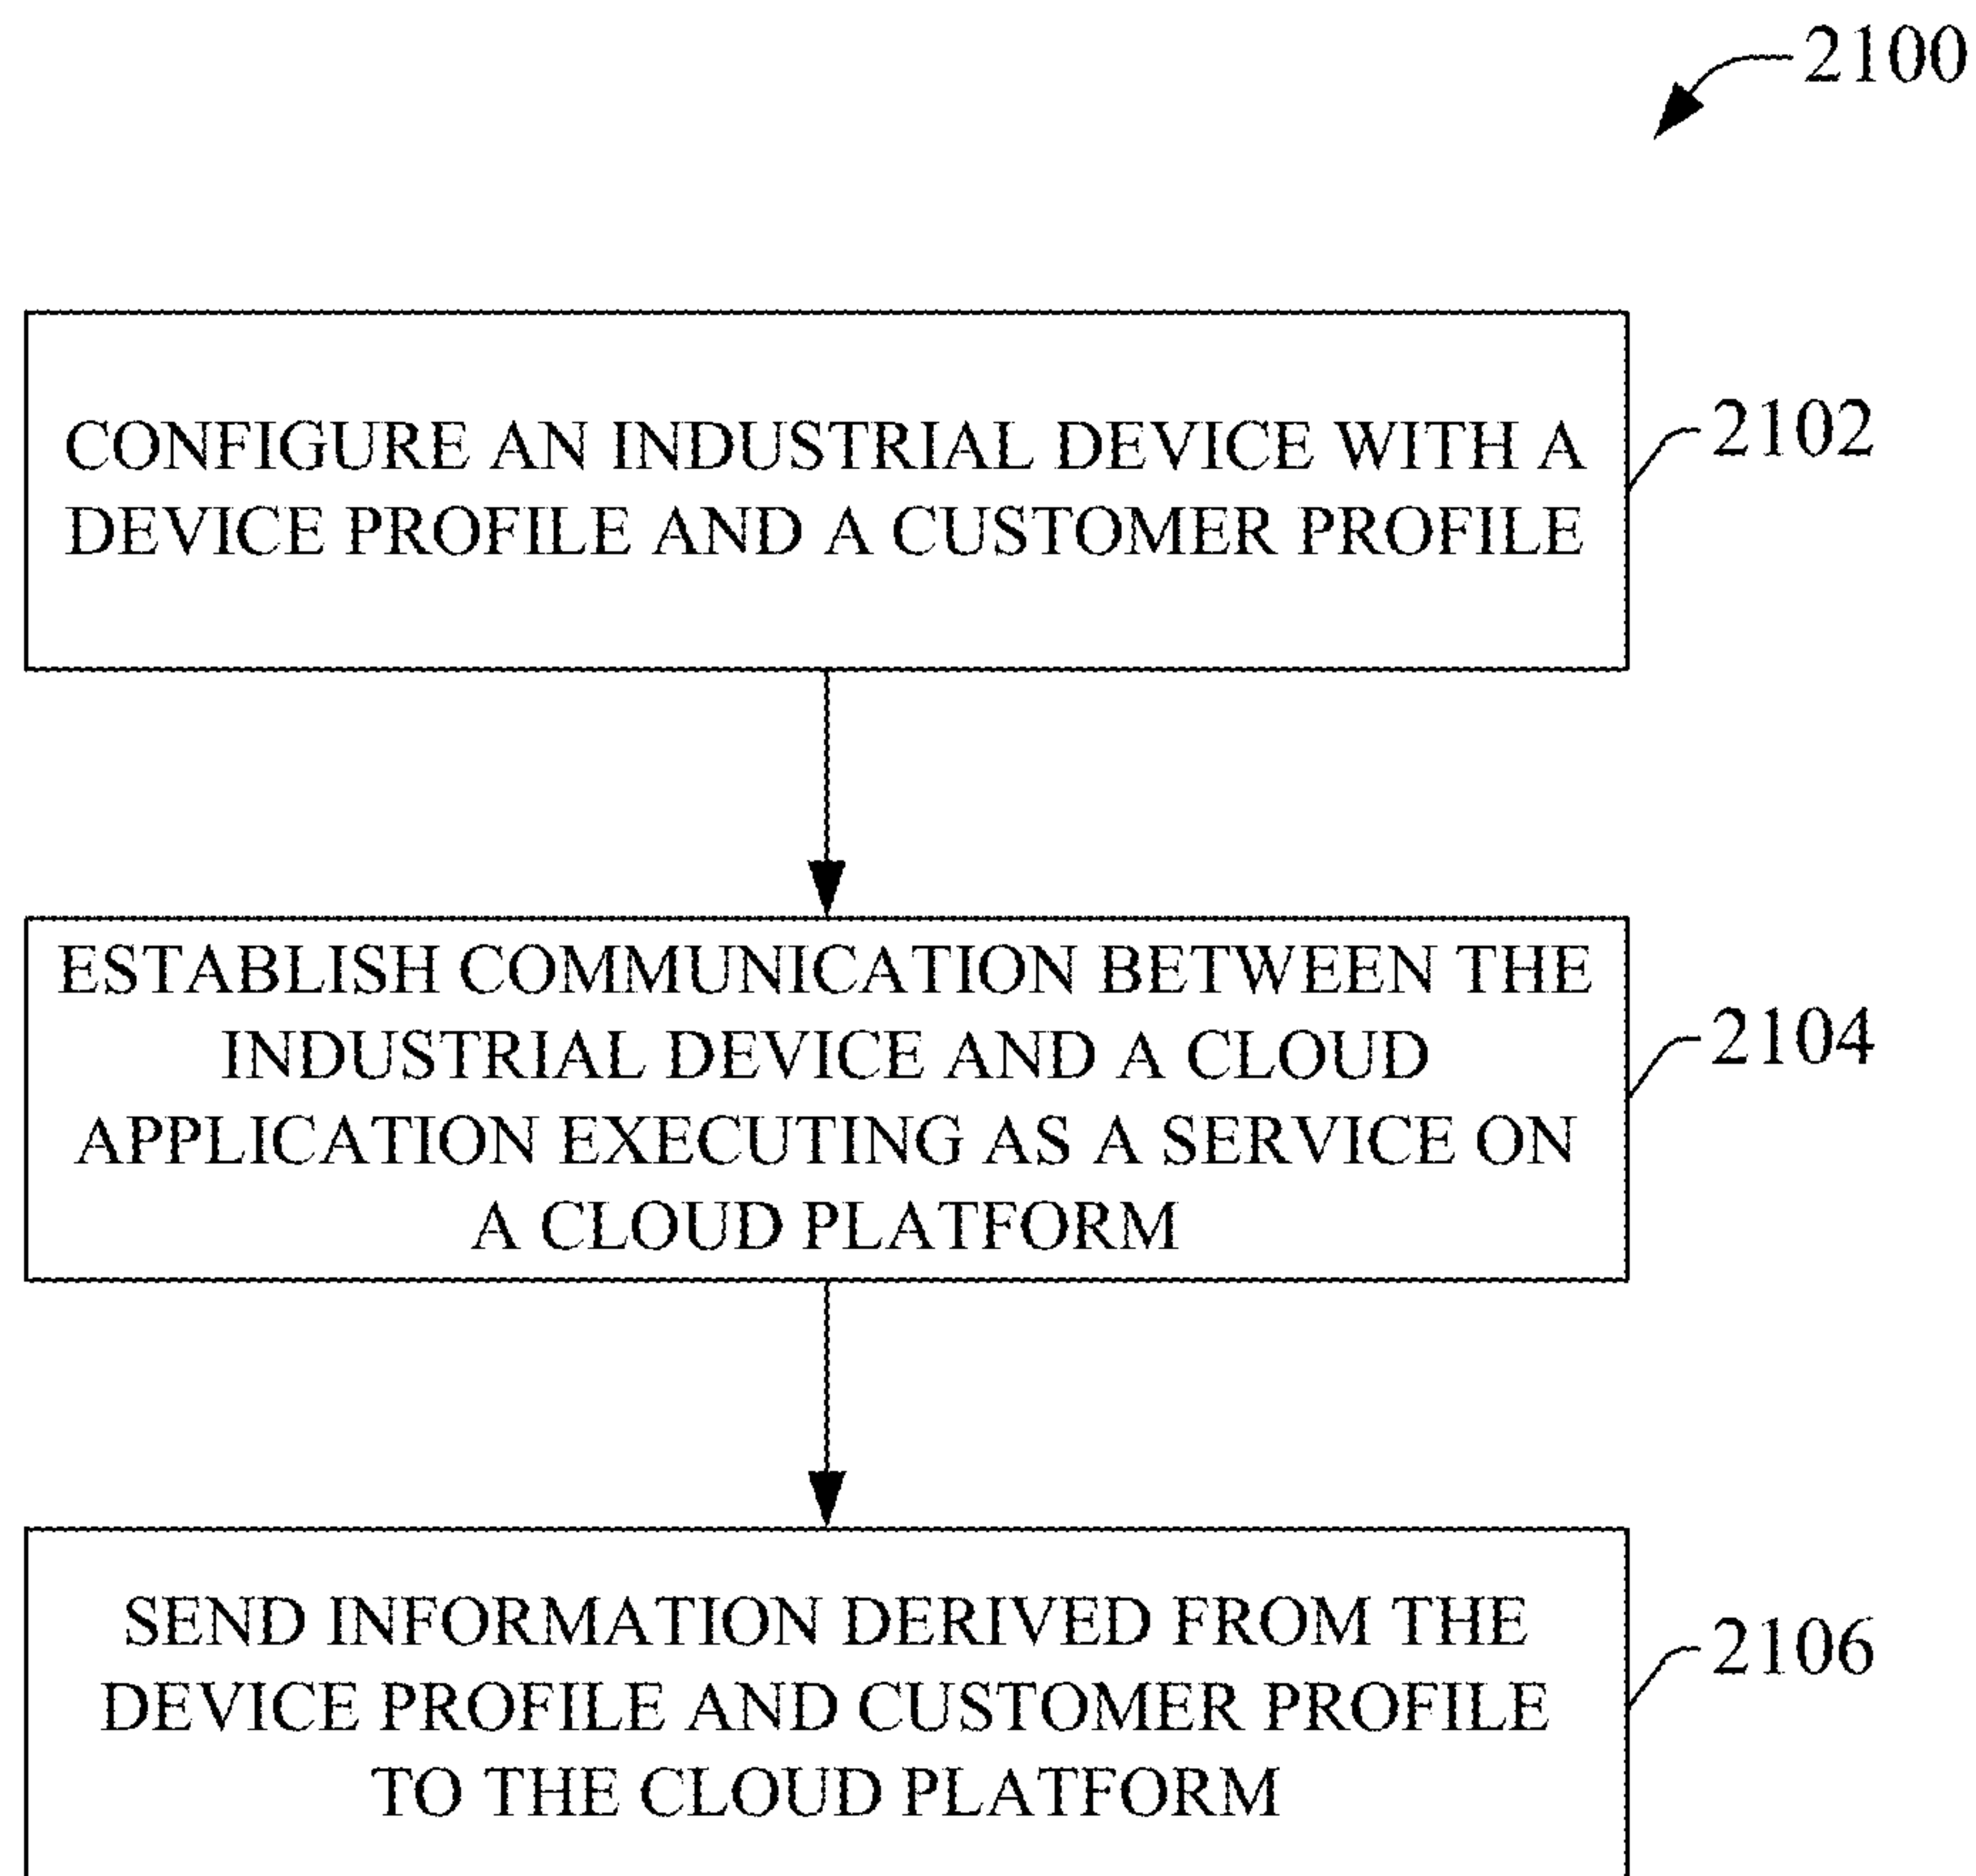 2100
CONFIGURE AN INDUSTRIAL DEVICE WITH A
DEVICE PROFILE AND A CUSTOMER PROFILE
2102
ESTABLISH COMMUNICATION BETWEEN THE
INDUSTRIAL DEVICE AND A CLOUD
APPLICATION EXECUTING AS A SERVICE ON
A CLOUD PLATFORM
2104
SEND INFORMATION DERIVED FROM THE
DEVICE PROFILE AND CUSTOMER PROFILE
TO THE CLOUD PLATFORM
2106